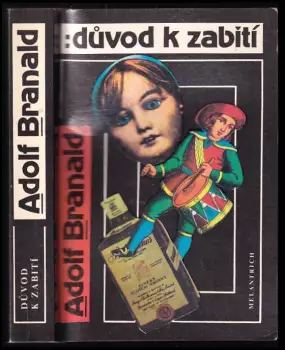 Adolf Branald
DŮVOD
K ZABITÍ
:důvod k zabití
Adolf Branald
MELANTRICH